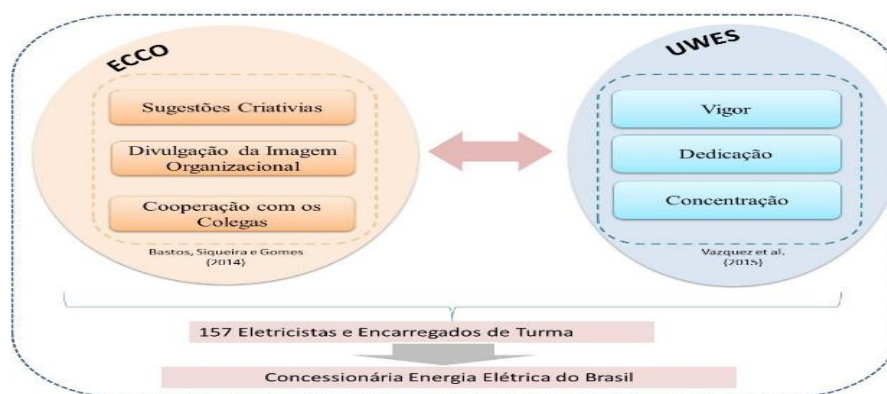 ECCO
Sugestões Criativias
Divulgação da Imagem
Organizacional
Cooperação com os
Colegas
Bastos, Siqueira e Gomes
(2014)
UWES
Vigor
Dedicação
Concentração
Vazquez et al.
(2015)
157 Eletricistas e Encarregados de Turma
Concessionária Energia Elétrica do Brasil